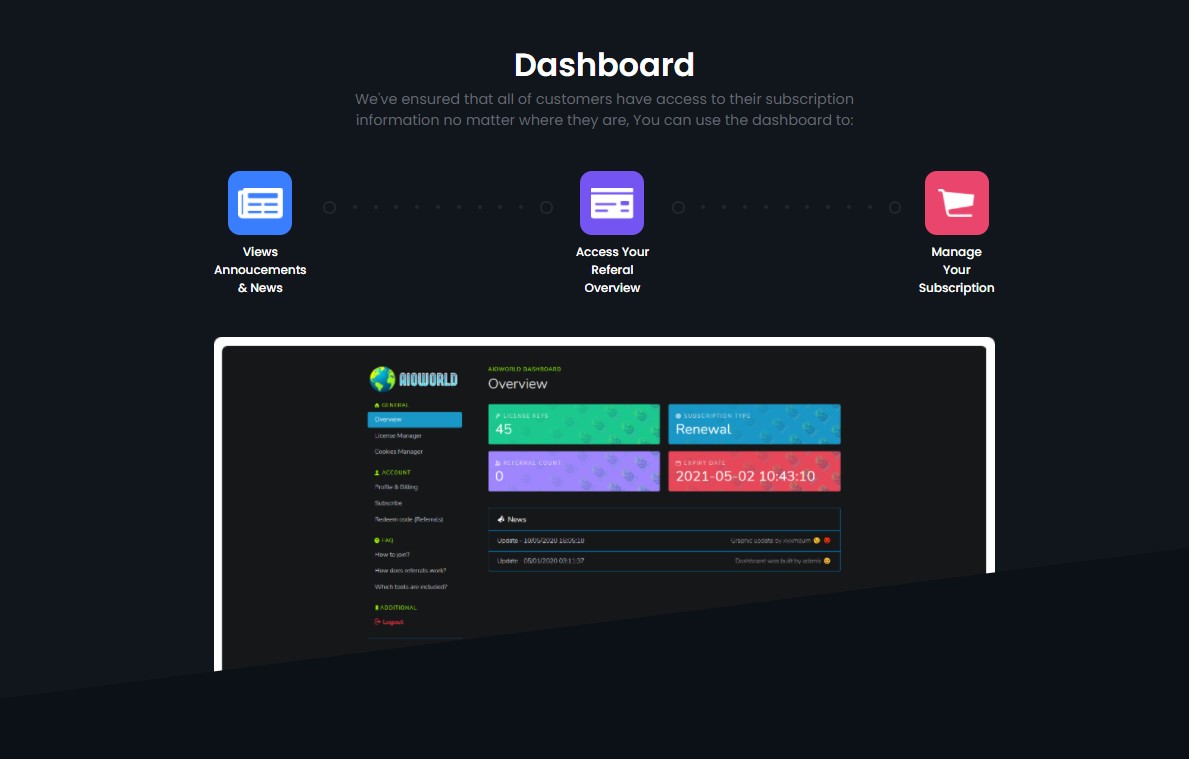 Dashboard
We've ensured that all of customers have access to their subscription
information no matter where they are, You can use the dashboard to:
Views
Annoucements
& News
Access Your
Referal
Overview
Manage
Your
Subscription
AIOWORLD
GENERAL
Overview
License Manager
Cookies Manager
ACCOUNT
Profile & Billing
Subscribe
Redeem code (Referrals)
FAQ
How to join?
How does referrals work?
Which tools are included?
ADDITIONAL
Logout
AIOWORLD DASHBOARD
Overview
LICENSE KEYS
45
SUBSCRIPTION TYPE
Renewal
REFERRAL COUNT
0
EXPIRY DATE
2021-05-02 10:43:10
News
Update - 10/05/2020 16:05:18
Graphic update by
Update - 05/01/2020 03:11:37
Dashboard was built by